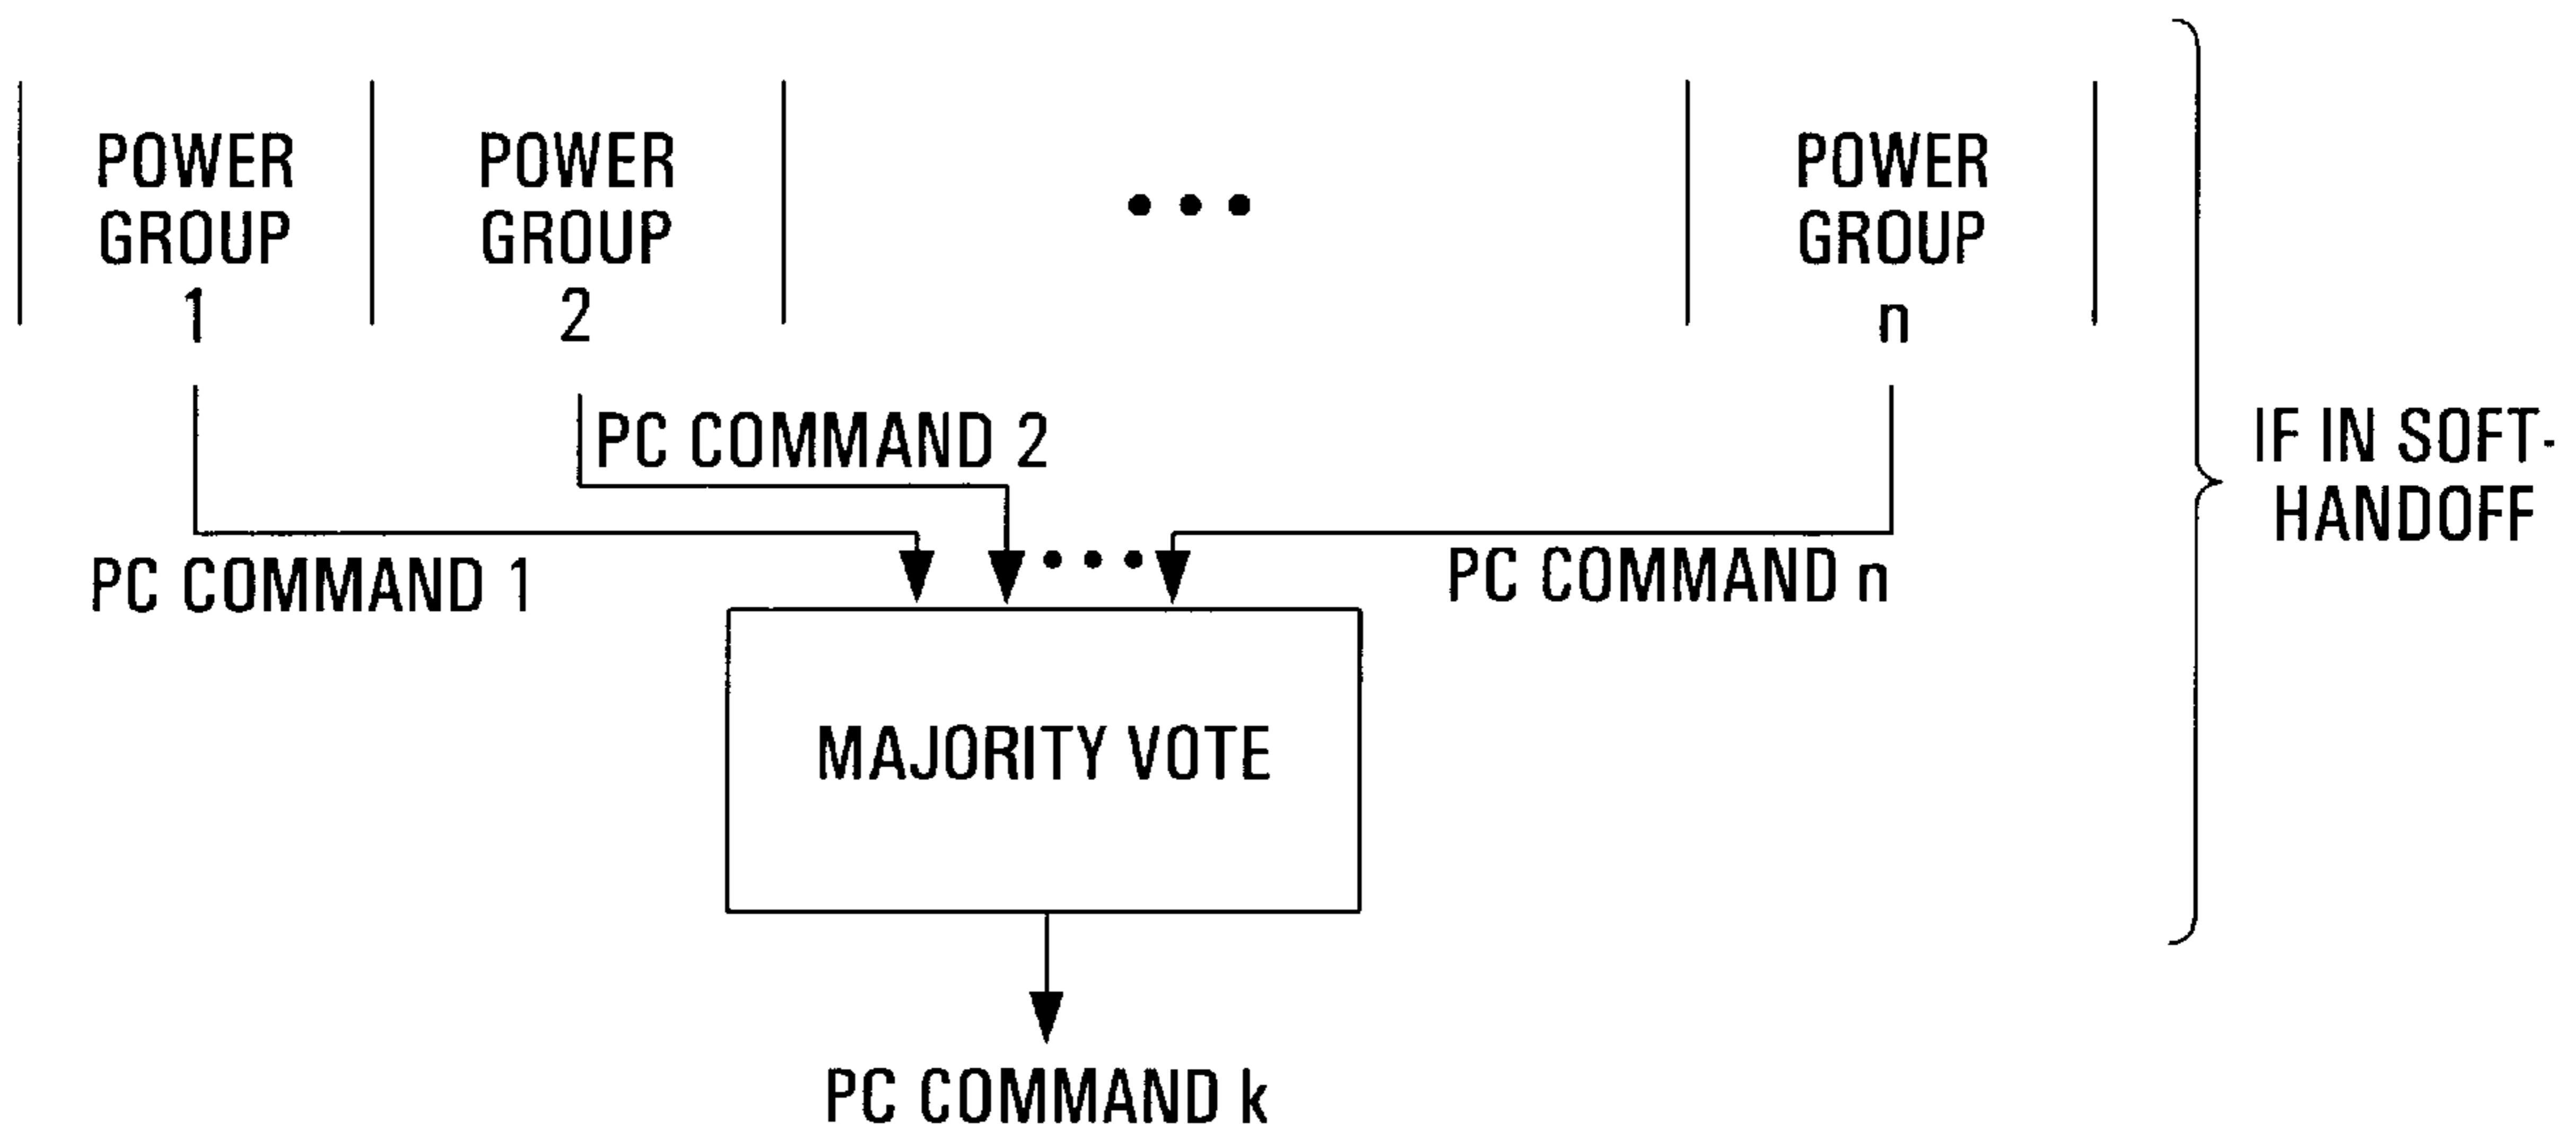 POWER
GROUP
1
POWER
GROUP
2
POWER
GROUP
n
PC COMMAND 2
IF IN SOFT-
HANDOFF
PC COMMAND 1
PC COMMAND n
MAJORITY VOTE
PC COMMAND k